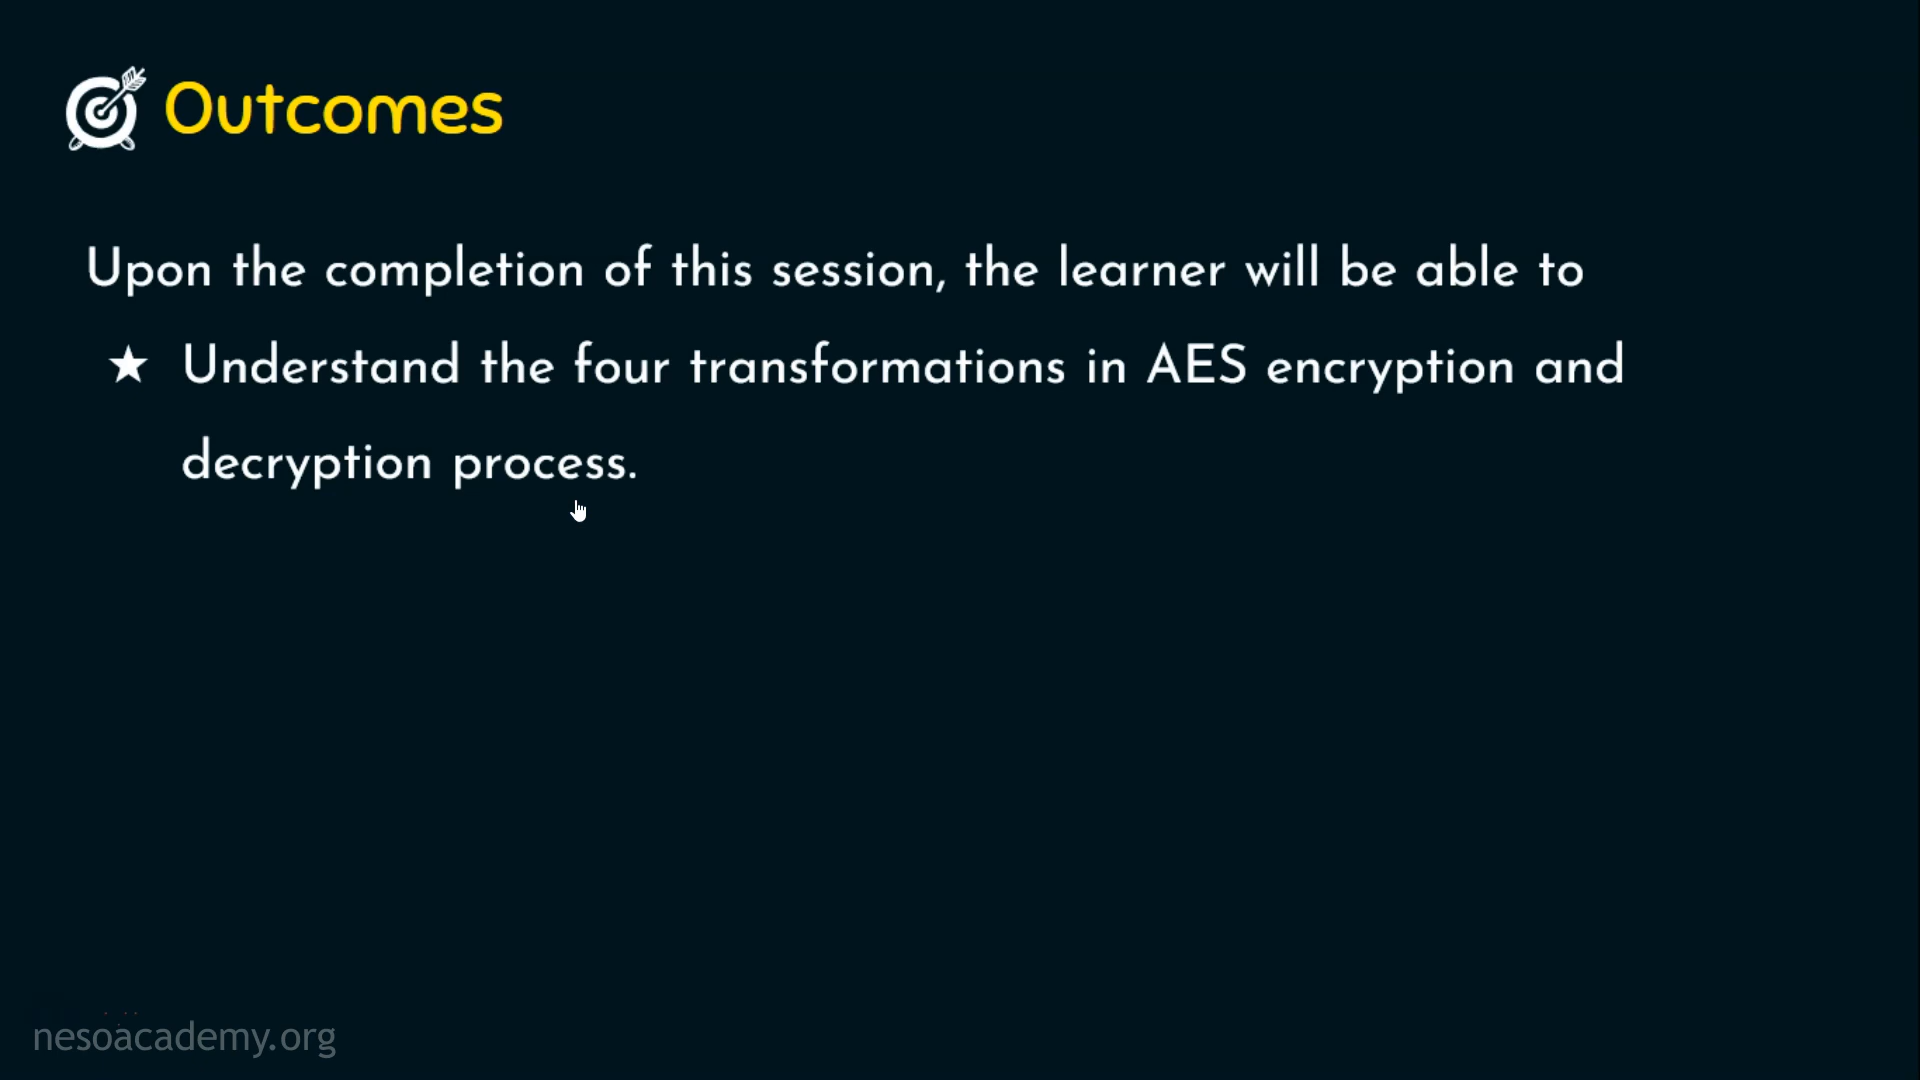 Outcomes
Upon the completion of this session, the learner will be able to
★ Understand the four transformations in AES encryption and
decryption process.
nesoacademy.org